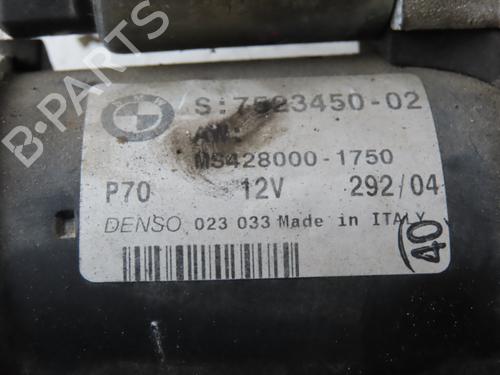 S:7523450-02
MS428000-1750
P70 12V 292/04
DENSO 023 033 Made in ITALY
40
B-PARTS